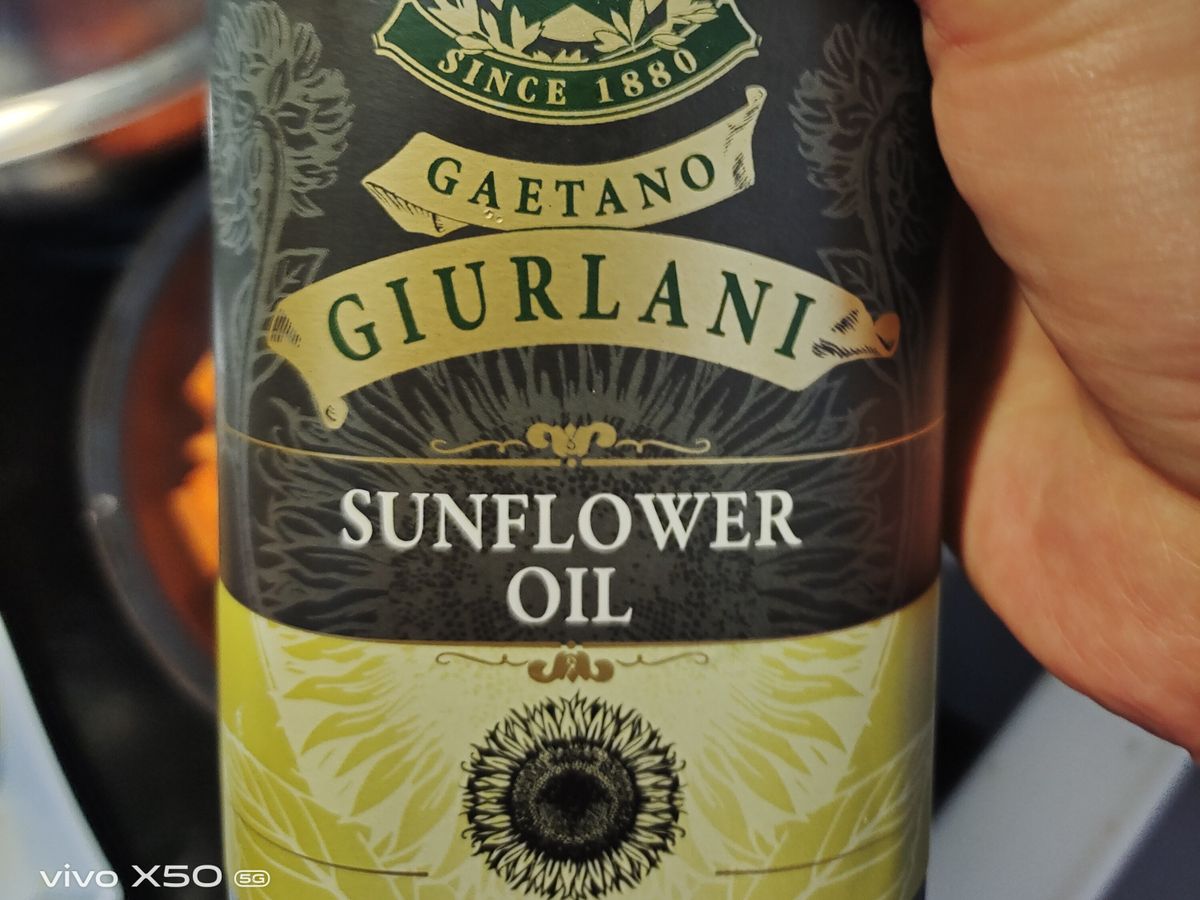 SINCE 1880
GAETANO
GIURLANI
SUNFLOWER
OIL
vivo X50 5G